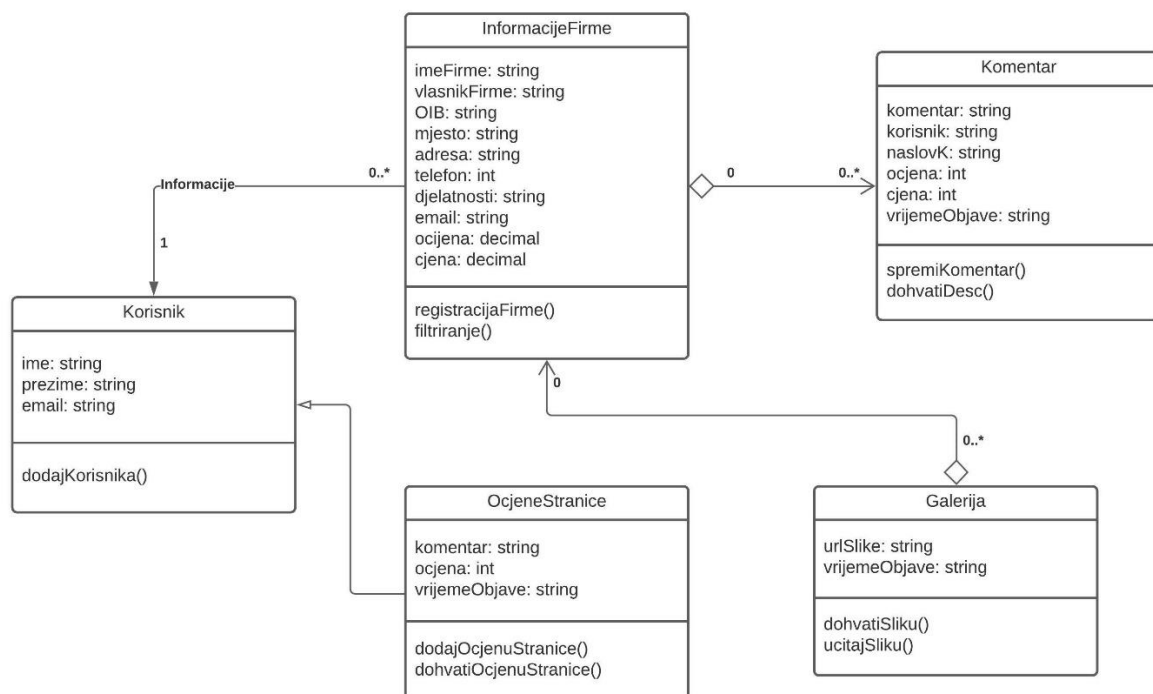 InformacijeFirme
imeFirme: string
vlasnikFirme: string
OIB: string
mjesto: string
adresa: string
telefon: int
djelatnosti: string
email: string
ocijena: decimal
cjena: decimal
registracijaFirme()
filtriranje()
Komentar
komentar: string
korisnik: string
naslovK: string
ocjena: int
cjena: int
vrijemeObjave: string
spremiKomentar()
dohvatiDesc()
0
0..*
Informacije
0..*
1
Korisnik
ime: string
prezime: string
email: string
dodajKorisnika()
0
0..*
OcjeneStranice
komentar: string
ocjena: int
vrijemeObjave: string
dodajOcjenuStranice()
dohvatiOcjenuStranice()
Galerija
urlSlike: string
vrijemeObjave: string
dohvatiSliku()
ucitajSliku()